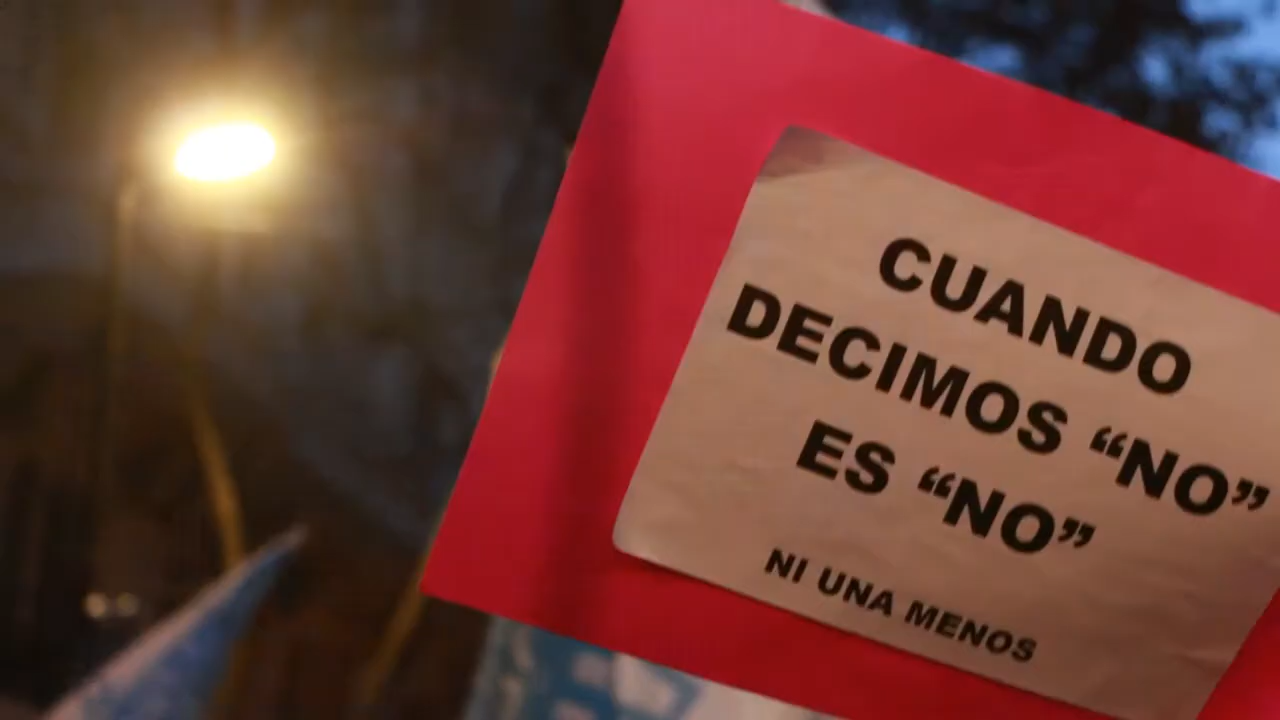 CUANDO
DECIMOS “NO”
ES “NO”
NI UNA MENOS